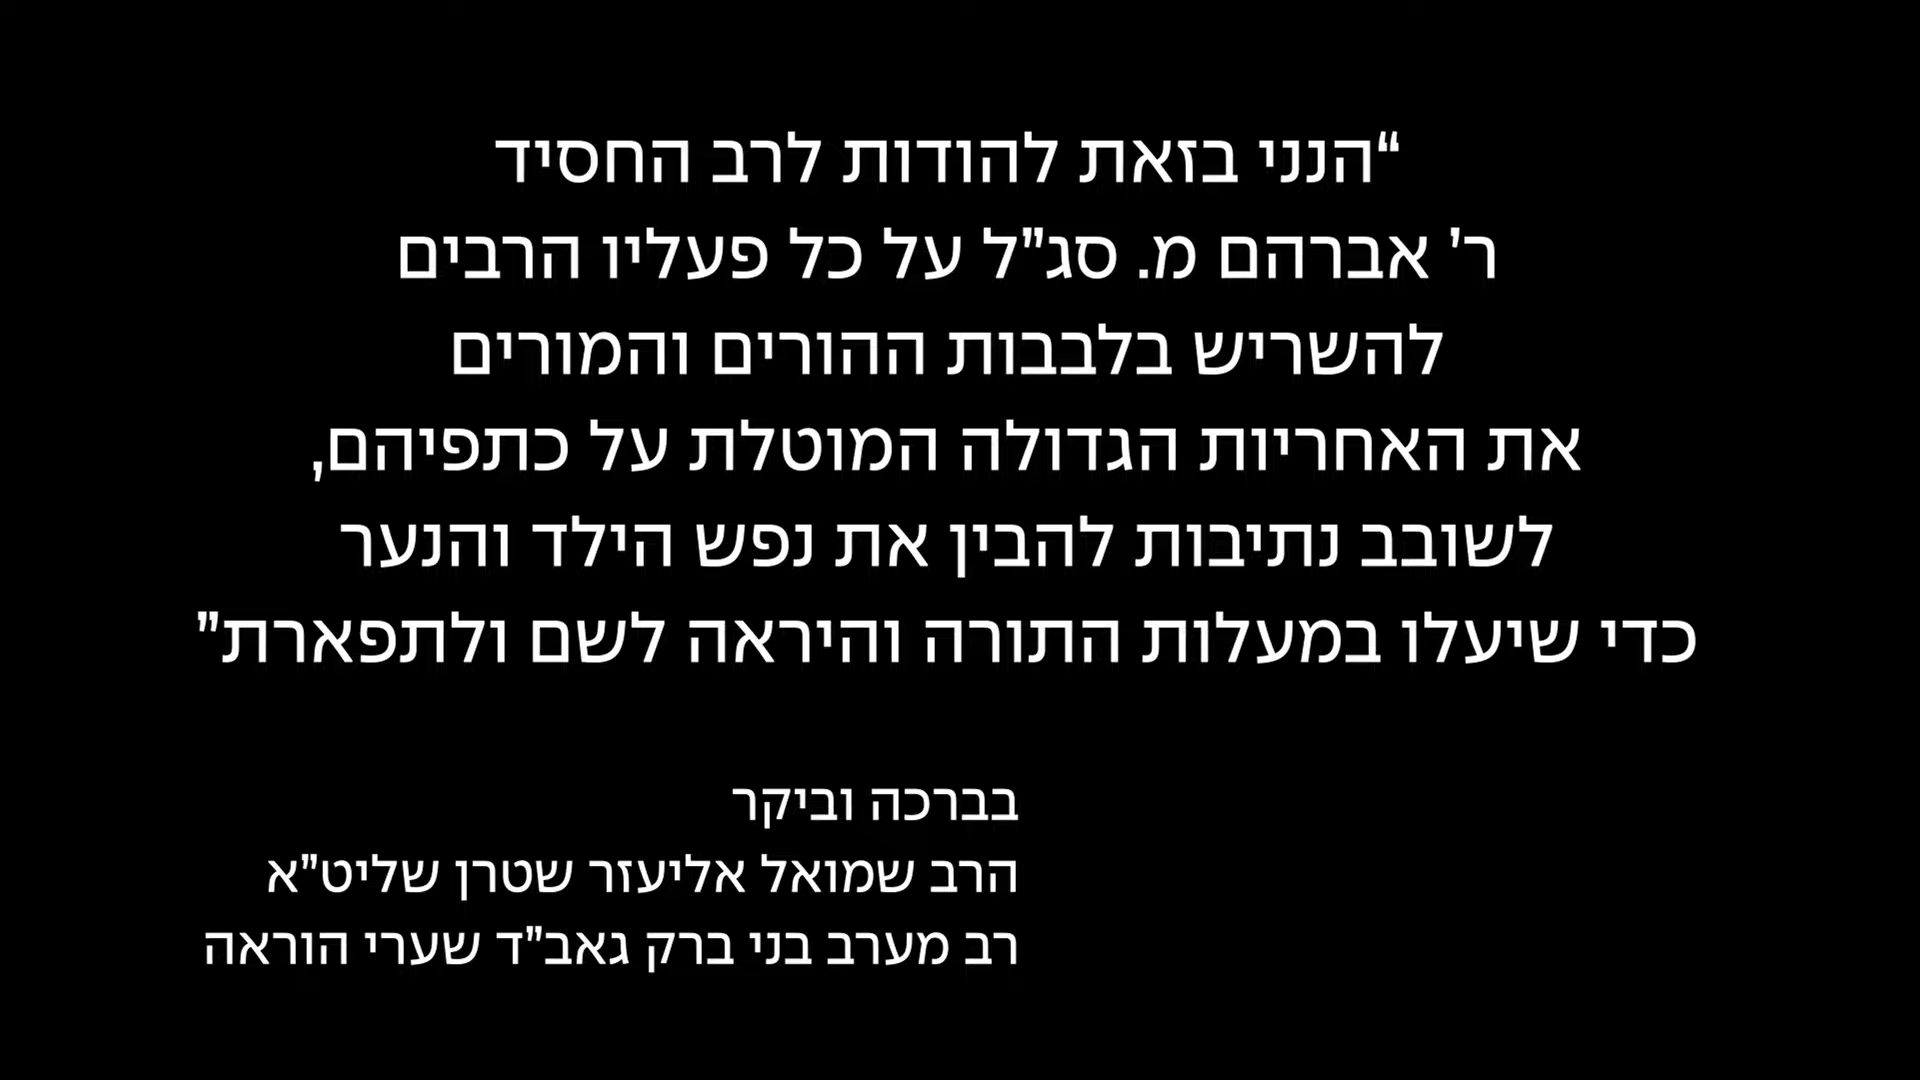 “הנני בזאת להודות לרב החסיד
ר' אברהם מ. סג"ל על כל פעליו הרבים
להשריש בלבבות ההורים והמורים
את האחריות הגדולה המוטלת על כתפיהם,
לשובב נתיבות להבין את נפש הילד והנער
כדי שיעלו במעלות התורה והיראה לשם ולתפארת"
בברכה וביקר
הרב שמואל אליעזר שטרן שליט"א
רב מערב בני ברק גאב"ד שערי הוראה